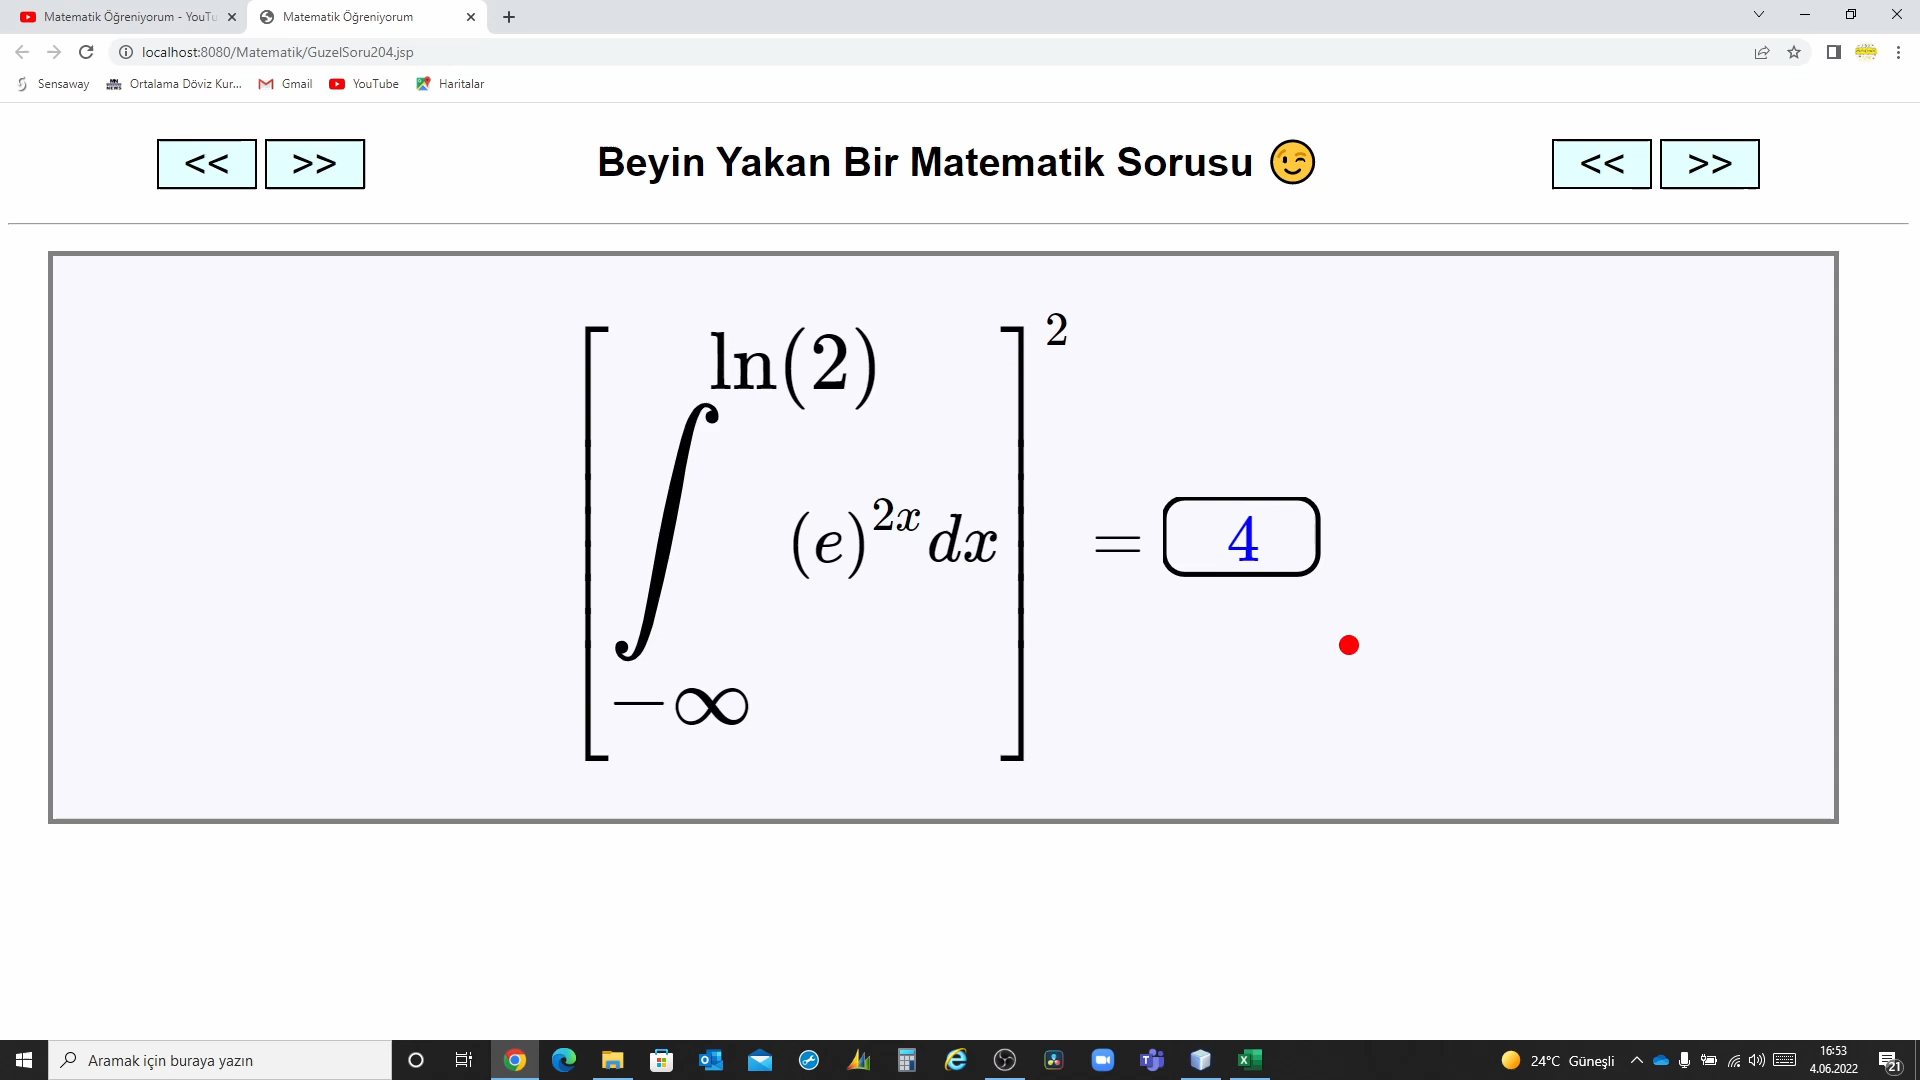 Matematik Öğreniyorum - YouTu
Matematik Öğreniyorum
localhost:8080/Matematik/GuzelSoru204.jsp
Sensaway
NEWS
Ortalama Döviz Kur...
Gmail
YouTube
Haritalar
<< >>
Beyin Yakan Bir Matematik Sorusu 😉
<< >>
[∫_{-∞}^{ln(2)} (e)^{2x} dx]^2 = 4
Aramak için buraya yazın
24°C Güneşli
16:53
4.06.2022
21